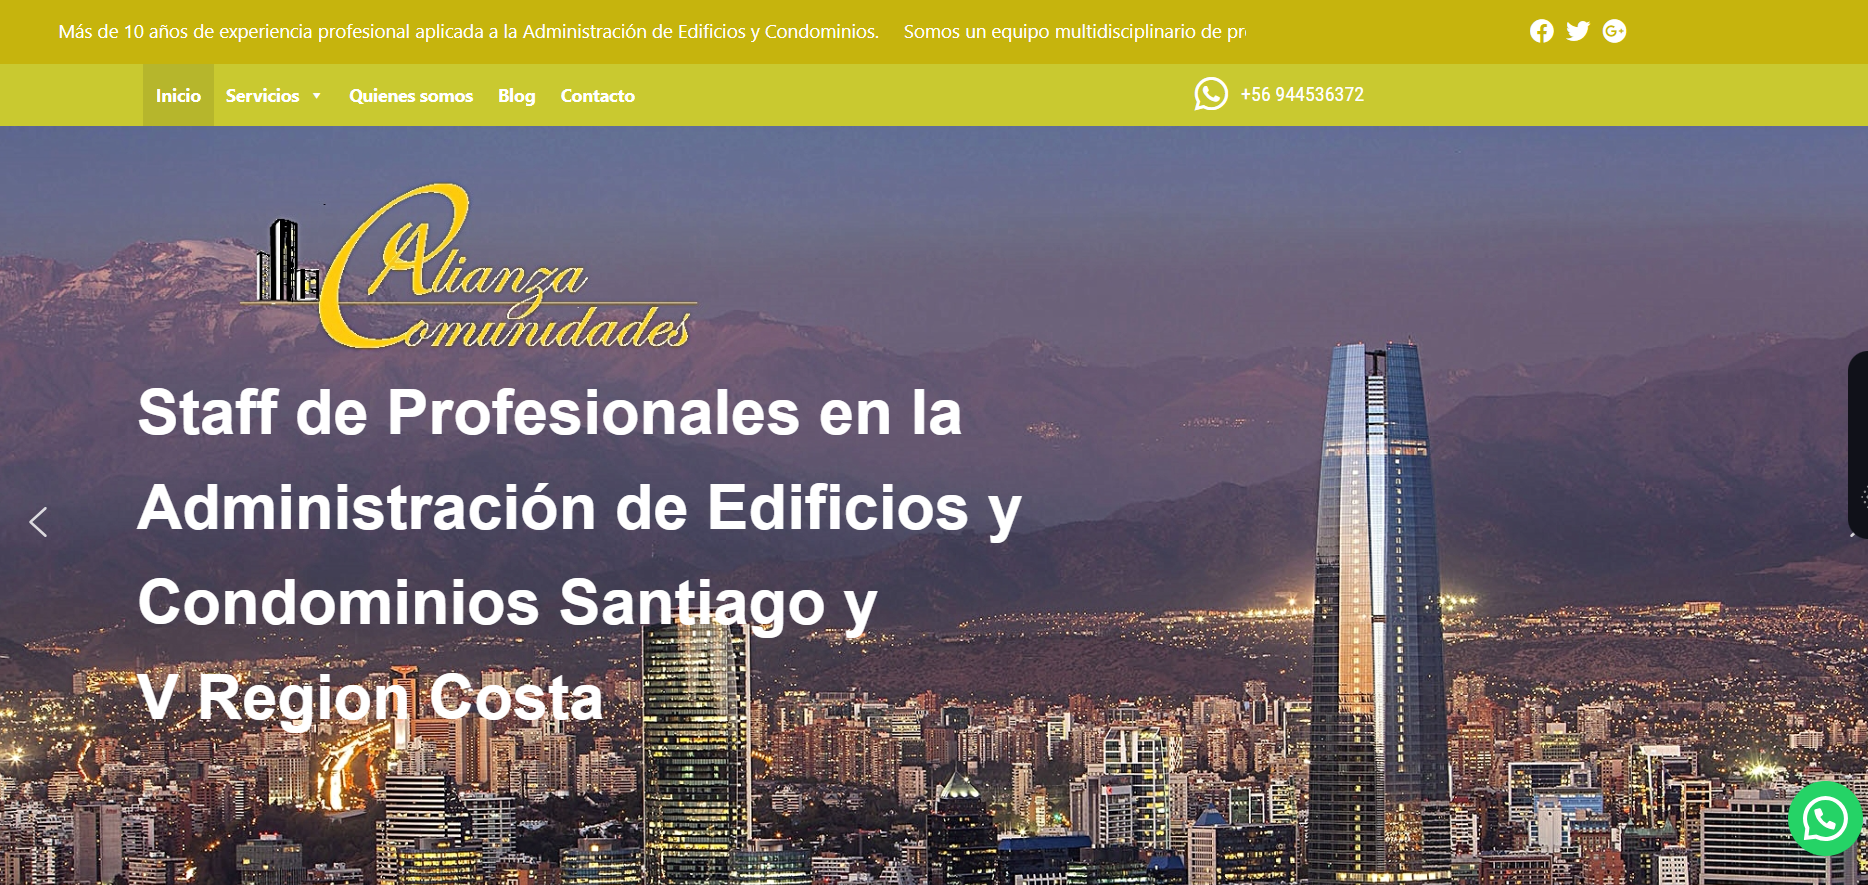 Más de 10 años de experiencia profesional aplicada a la Administración de Edificios y Condominios. Somos un equipo multidisciplinario de
Inicio Servicios Quienes somos Blog Contacto +56 944536372
Alianza
Comunidades
Staff de Profesionales en la
Administración de Edificios y
Condominios Santiago y
V Region Costa